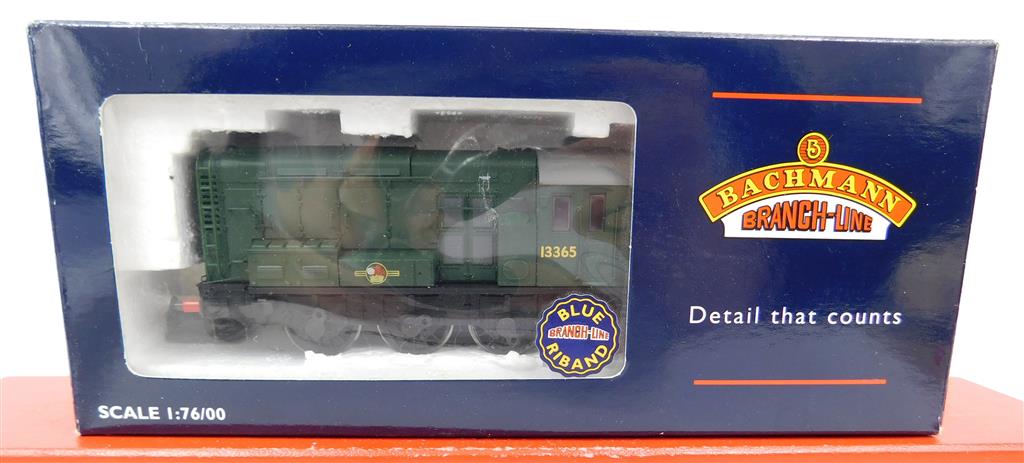 B
BACHMANN
BRANCH-LINE
13365
BLUE
BRANCH-LINE
RIBAND
Detail that counts
SCALE 1:76/00